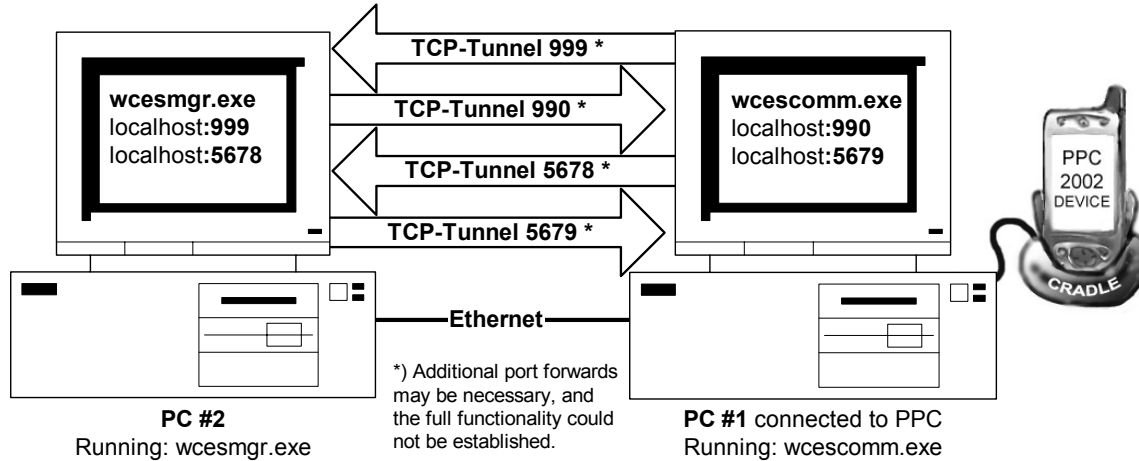 TCP-Tunnel 999 *
wcesmgr.exe
localhost:999
localhost:5678
TCP-Tunnel 990 *
TCP-Tunnel 5678 *
TCP-Tunnel 5679 *
wcescomm.exe
localhost:990
localhost:5679
PPC
2002
DEVICE
CRADLE
Ethernet
*) Additional port forwards
may be necessary, and
the full functionality could
not be established.
PC #2
Running: wcesmgr.exe
PC #1 connected to PPC
Running: wcescomm.exe